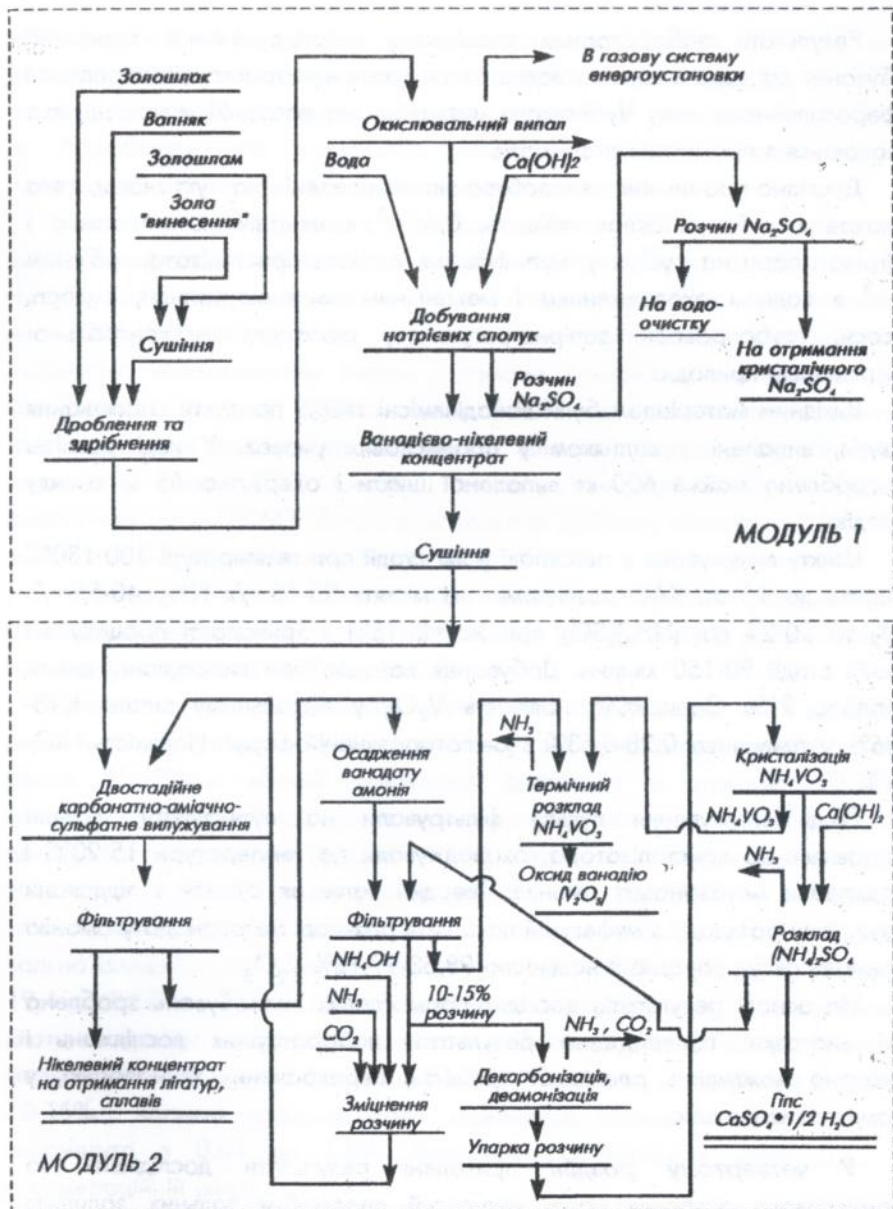 Золошлак
Вапняк
Золошлам
Зола
"винесення"
Сушіння
Дроблення та
здрібнення
В газову систему
енергоустановки
Окислювальний випал
Вода
Ca(OH)2
Добування
натрієвих сполук
Розчин
Na2SO4
Ванадієво-нікелевий
концентрат
Сушіння
Розчин Na2SO4
На водо-
очистку
На отримання
кристалічного
Na2SO4
МОДУЛЬ 1
Двостадійне
карбонатно-аміачно-
сульфатне вилужування
Фільтрування
Нікелевий концентрат
на отримання лігатур,
сплавів
МОДУЛЬ 2
Осадження
ванадату
амонія
Фільтрування
NH4OH
NH3
CO2
10-15%
розчину
Зміцнення
розчину
NH3
Термічний
розклад
NH4VO3
Оксид ванадію
(V2O5)
NH3, CO2
Декарбонізація,
деамонізація
Упарка розчину
Кристалізація
NH4VO3
NH4VO3
Ca(OH)2
NH3
Розклад
(NH4)2SO4
Гіпс
CaSO4*1/2 H2O